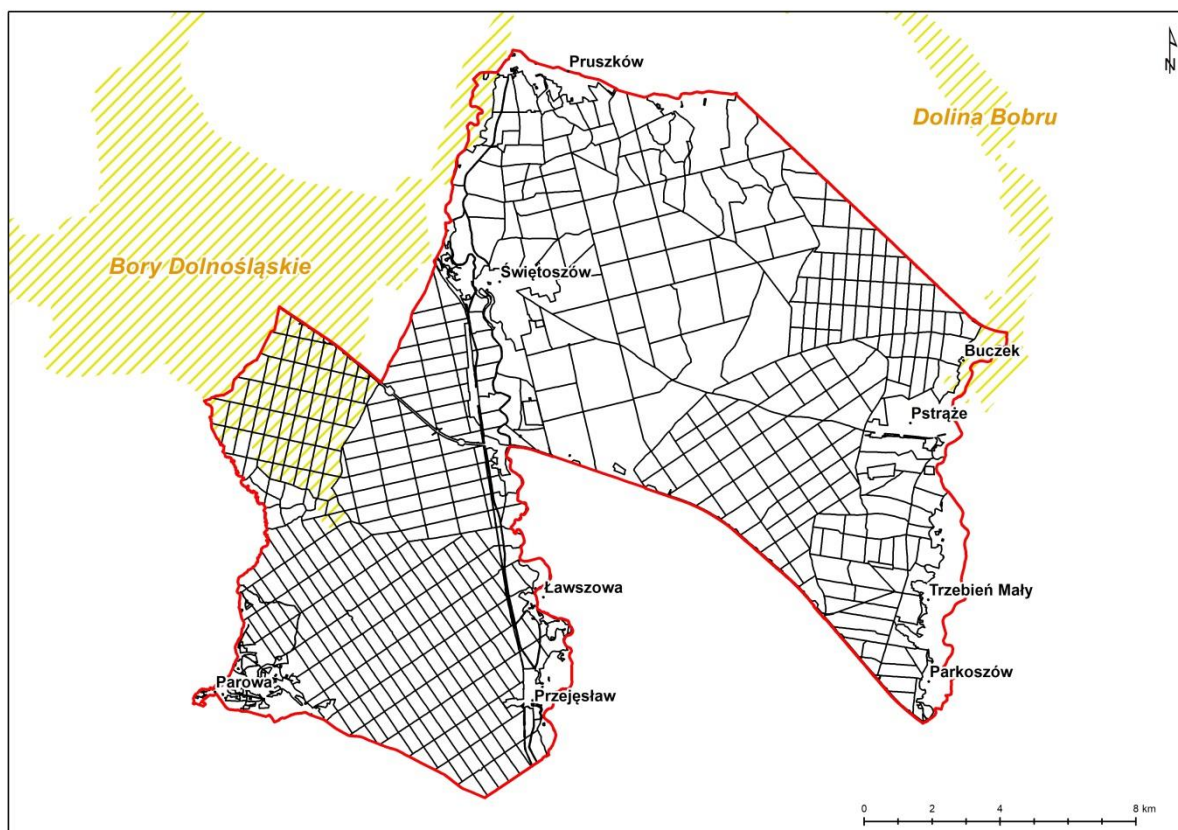 Pruszków
N
Dolina Bobru
Bory Dolnośląskie
Świętoszów
Buczek
Pstrąże
Ławszowa
Trzebień Mały
Parkoszów
Parowa
Przejęsław
0 2 4 8 km